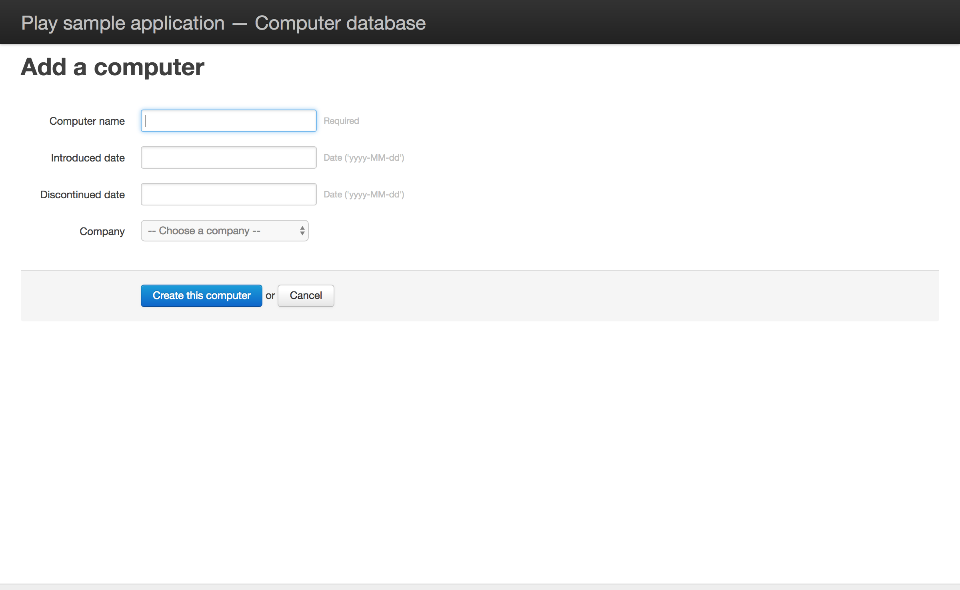 Play sample application — Computer database
Add a computer
Computer name Required
Introduced date Date ('yyyy-MM-dd')
Discontinued date Date ('yyyy-MM-dd')
Company -- Choose a company --
Create this computer or Cancel